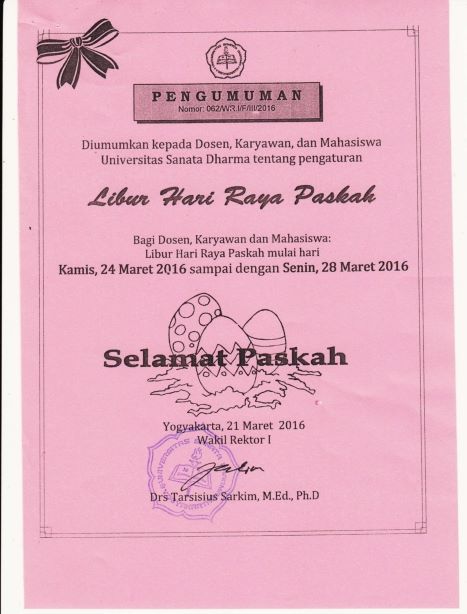 PENGUMUMAN
Nomor: 062/WR.I/F/III/2016
Diumumkan kepada Dosen, Karyawan, dan Mahasiswa
Universitas Sanata Dharma tentang pengaturan
Libur Hari Raya Paskah
Bagi Dosen, Karyawan dan Mahasiswa:
Libur Hari Raya Paskah mulai hari
Kamis, 24 Maret 2016 sampai dengan Senin, 28 Maret 2016
Selamat Paskah
Yogyakarta, 21 Maret 2016
Wakil Rektor I
Drs Tarsisius Sarkim, M.Ed., Ph.D